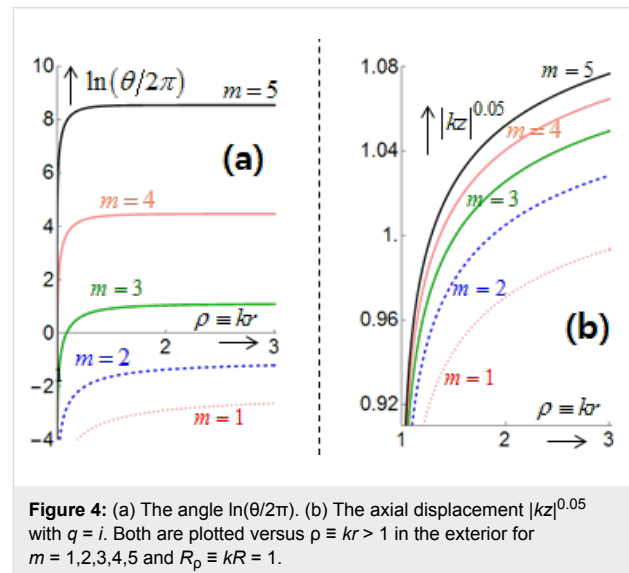 10
8
6
4
2
0
−2
−4
ln(θ/2π)
m = 5
(a)
m = 4
m = 3
ρ ≡ kr
2
3
m = 2
m = 1
1.08
1.04
1.
0.96
0.92
|kz|^0.05
m = 5
m = 4
m = 3
m = 2
(b)
m = 1
1
2
ρ ≡ kr
3
Figure 4: (a) The angle ln(θ/2π). (b) The axial displacement |kz|^0.05
with q = i. Both are plotted versus ρ ≡ kr > 1 in the exterior for
m = 1,2,3,4,5 and Rρ ≡ kR = 1.